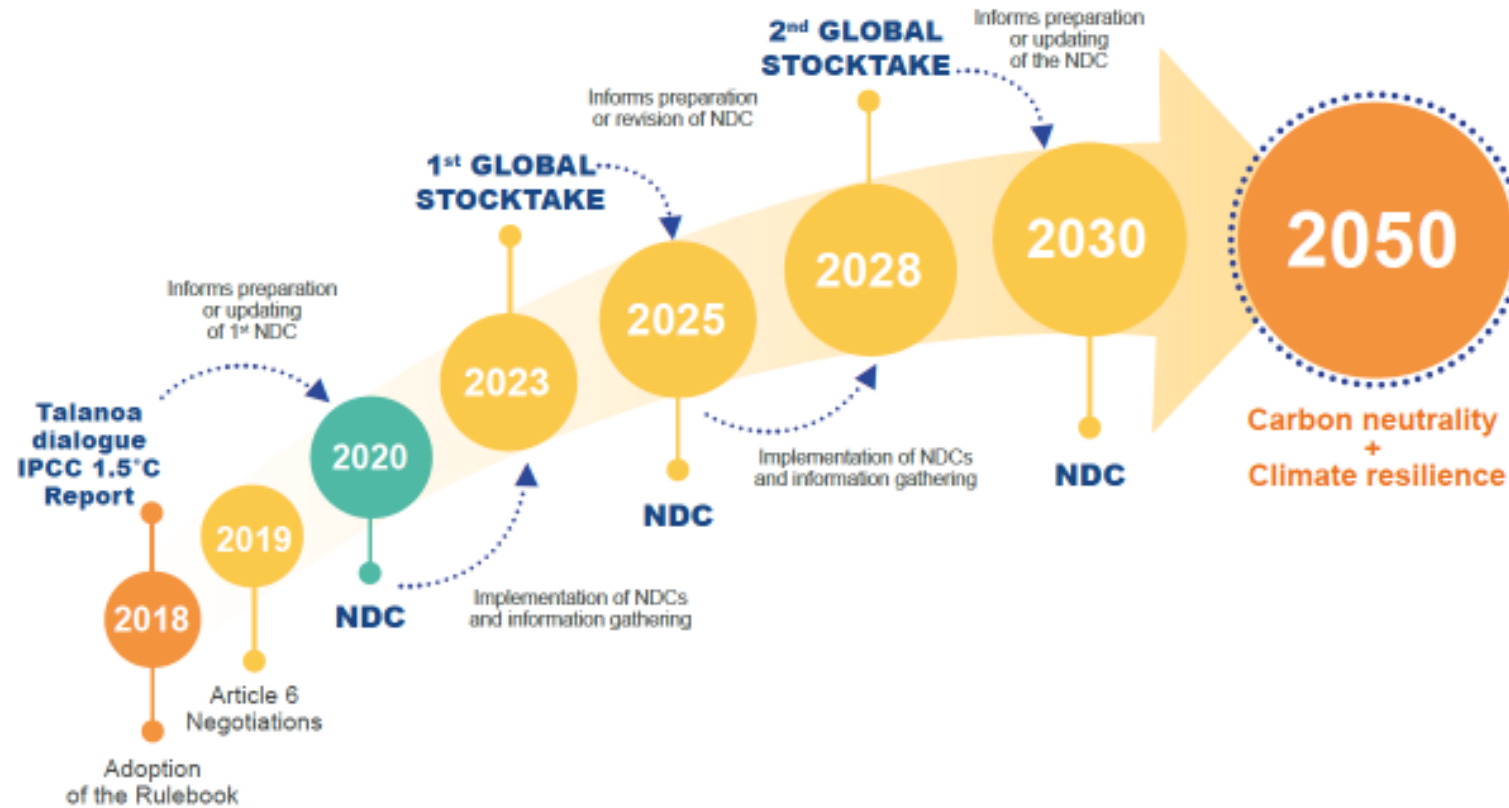 2nd GLOBAL
STOCKTAKE
Informs preparation
or updating
of the NDC
Informs preparation
or revision of NDC
1st GLOBAL
STOCKTAKE
2030
2050
2028
2025
Informs preparation
or updating
of 1st NDC
2023
Talanoa
dialogue
IPCC 1.5°C
Report
2020
Carbon neutrality
+
Climate resilience
Implementation of NDCs
and information gathering
NDC
NDC
2019
2018
NDC
Implementation of NDCs
and information gathering
Article 6
Negotiations
Adoption
of the Rulebook